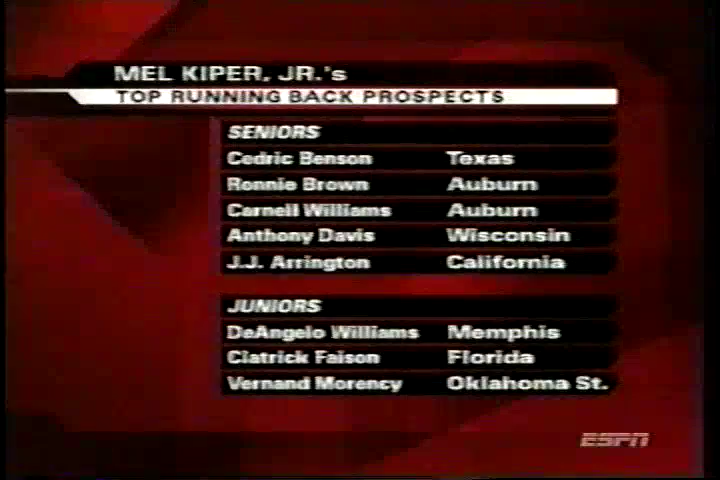 MEL KIPER, JR.'s
TOP RUNNING BACK PROSPECTS
SENIORS
Cedric Benson Texas
Ronnie Brown Auburn
Carnell Williams Auburn
Anthony Davis Wisconsin
J.J. Arrington California
JUNIORS
DeAngelo Williams Memphis
Ciatrick Faison Florida
Vernand Morency Oklahoma St.
ESPN